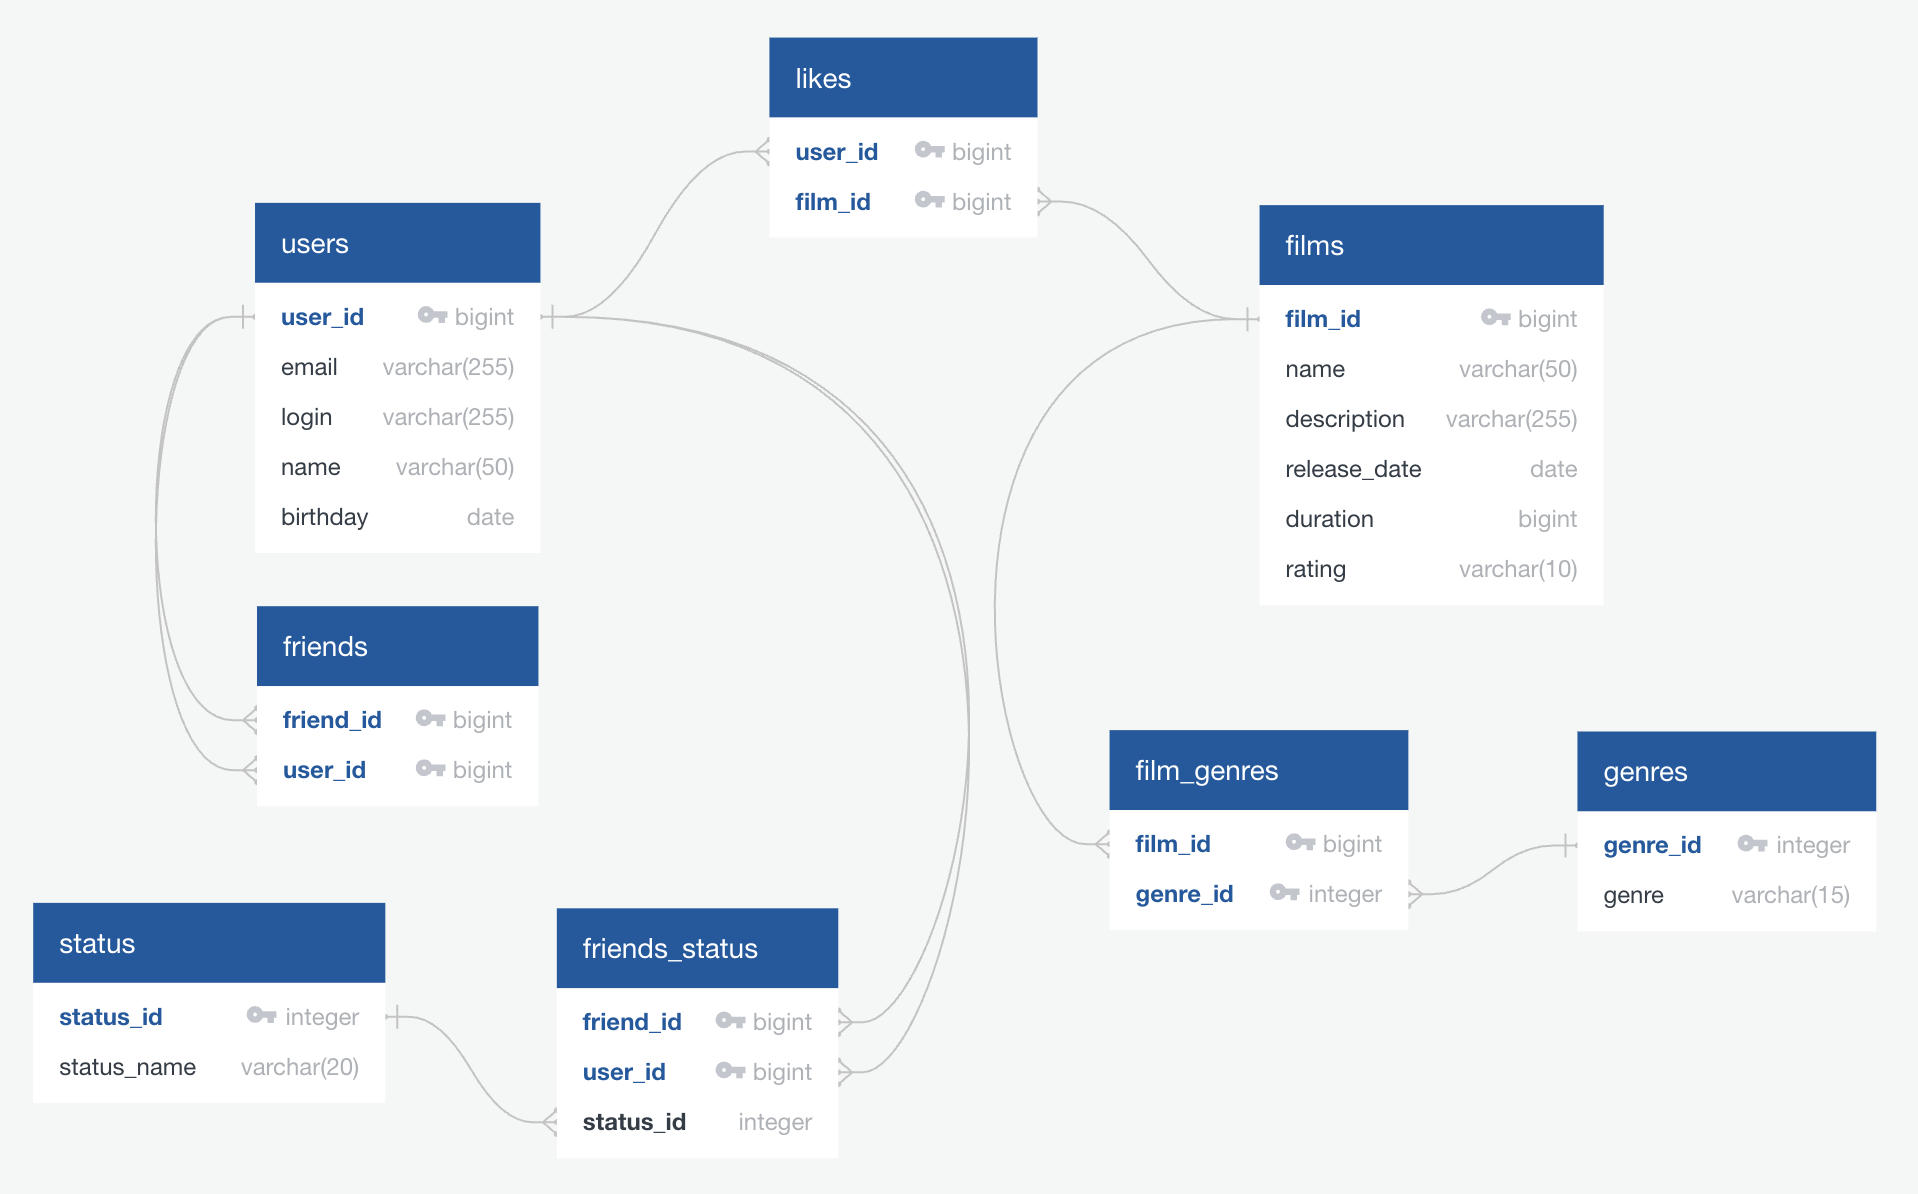 likes
user_id bigint
film_id bigint
users
user_id bigint
email varchar(255)
login varchar(255)
name varchar(50)
birthday date
films
film_id bigint
name varchar(50)
description varchar(255)
release_date date
duration bigint
rating varchar(10)
friends
friend_id bigint
user_id bigint
film_genres
film_id bigint
genre_id integer
genres
genre_id integer
genre varchar(15)
status
status_id integer
status_name varchar(20)
friends_status
friend_id bigint
user_id bigint
status_id integer